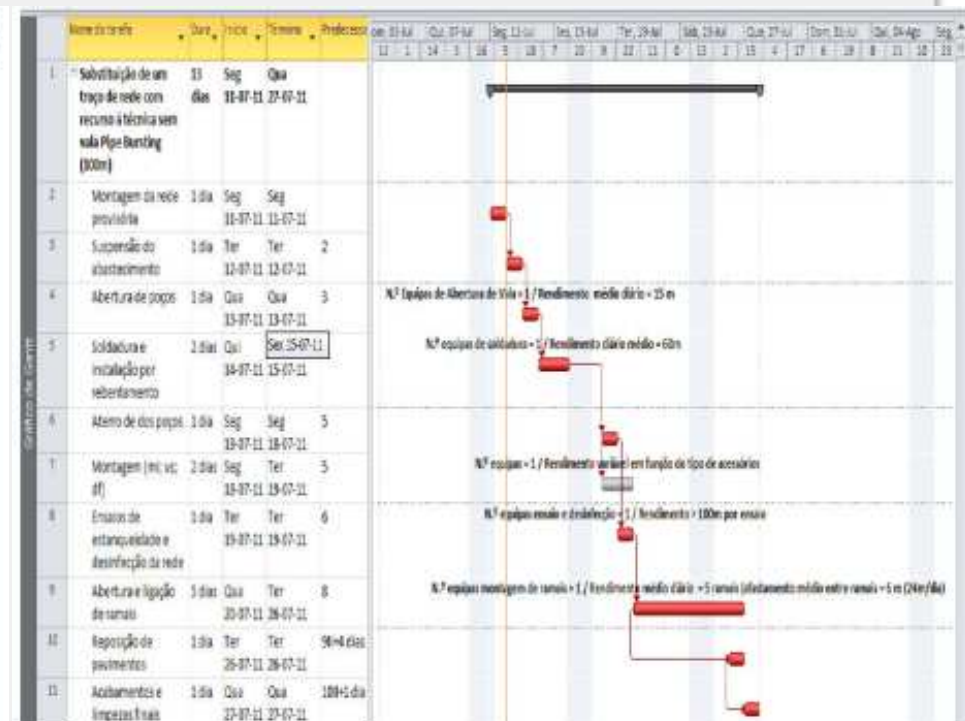 Nome da tarefa Início Término
1 Substituição de um 13 Seg Qua
troço de rede com dias 11-07-11 27-07-11
recurso à técnica sem
vala Pipe Bursting
(100m)
2 Montagem da rede 1 dia Seg Seg
provisória 11-07-11 11-07-11
3 Suspensão do 1 dia Ter Ter 2
abastecimento 12-07-11 12-07-11
4 Abertura de poços 1 dia Qua Qua 3
13-07-11 13-07-11
N.º Equipas de Abertura de Vala = 1 / Rendimento médio diário = 15 m
5 Soldadura e 2 dias Qui Sex 15-07-11
instalação por 14-07-11 15-07-11
rebentamento
N.º equipas de soldadura = 1 / Rendimento diário médio = 60m
6 Aterro de dos poços 1 dia Seg Seg 5
18-07-11 18-07-11
7 Montagem 2 dias Seg Ter 5
18-07-11 19-07-11
N.º equipas = 1 / Rendimento variável em função do tipo de acessórios
8 Ensaios de 1 dia Ter Ter 6
estanqueidade e 19-07-11 19-07-11
desinfecção da rede
N.º equipas ensaio e desinfecção = 1 / Rendimento > 100m por ensaio
9 Abertura e ligação 5 dias Qua Ter 8
de ramais 20-07-11 26-07-11
N.º equipas montagem de ramais = 1 / Rendimento médio diário = 5 ramais (afastamento médio entre ramais = 6 m (24m/dia)
10 Reposição de 1 dia Ter Ter
pavimentos 26-07-11 26-07-11
11 Acabamentos e 1 dia Qua Qua
limpezas finais 27-07-11 27-07-11
Gráfico de Gantt